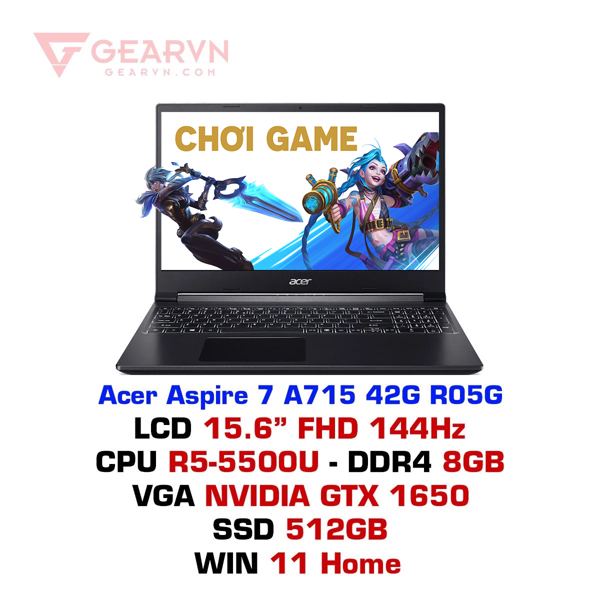 GEARVN
GEARVN.COM
CHƠI GAME
acer
Acer Aspire 7 A715 42G R05G
LCD 15.6” FHD 144Hz
CPU R5-5500U - DDR4 8GB
VGA NVIDIA GTX 1650
SSD 512GB
WIN 11 Home